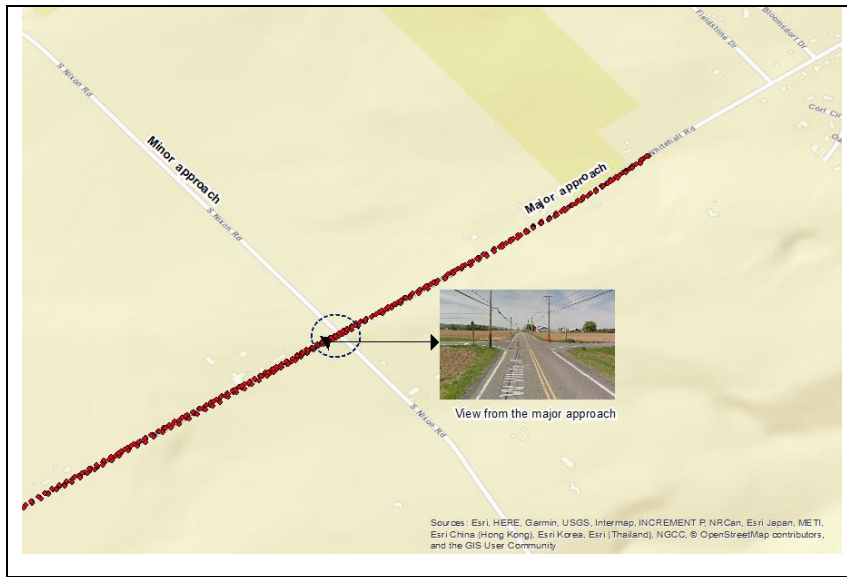 Fieldstone Dr
Bloomsdorf Dr
S Nixon Rd
Minor approach
Whitehall Rd
Major approach
S Nixon Rd
View from the major approach
S Nixon Rd
Sources: Esri, HERE, Garmin, USGS, Intermap, INCREMENT P, NRCan, Esri Japan, METI,
Esri China (Hong Kong), Esri Korea, Esri (Thailand), NGCC, © OpenStreetMap contributors,
and the GIS User Community